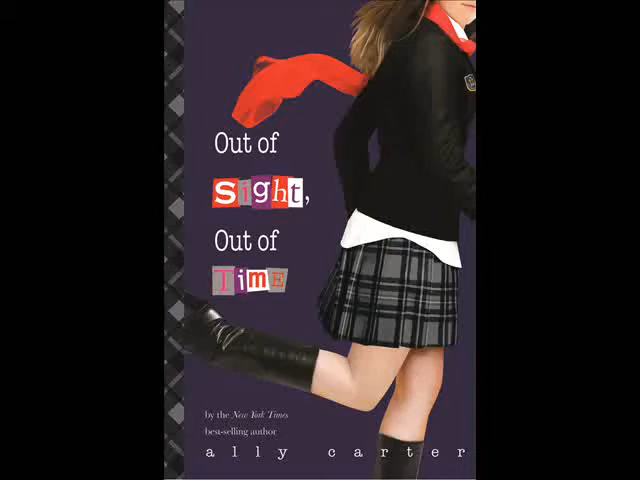 Out of
Sight,
Out of
Time
by the New York Times
best-selling author
ally carter